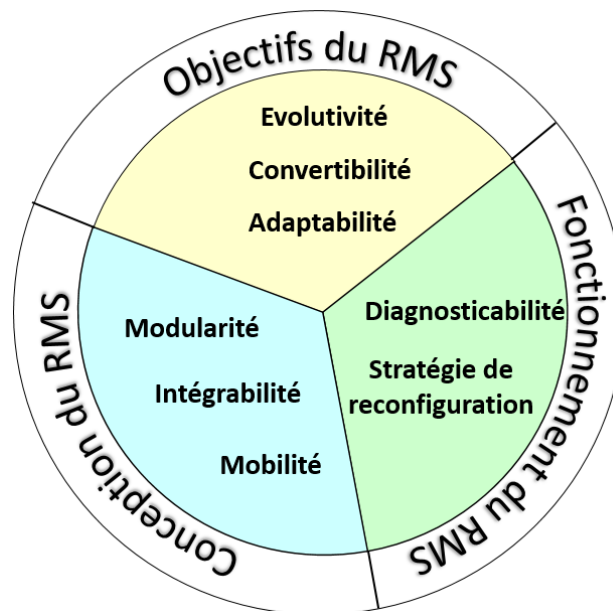 Objectifs du RMS
Evolutivité
Convertibilité
Adaptabilité
Fonctionnement du RMS
Diagnosticabilité
Stratégie de
reconfiguration
Conception du RMS
Modularité
Intégrabilité
Mobilité